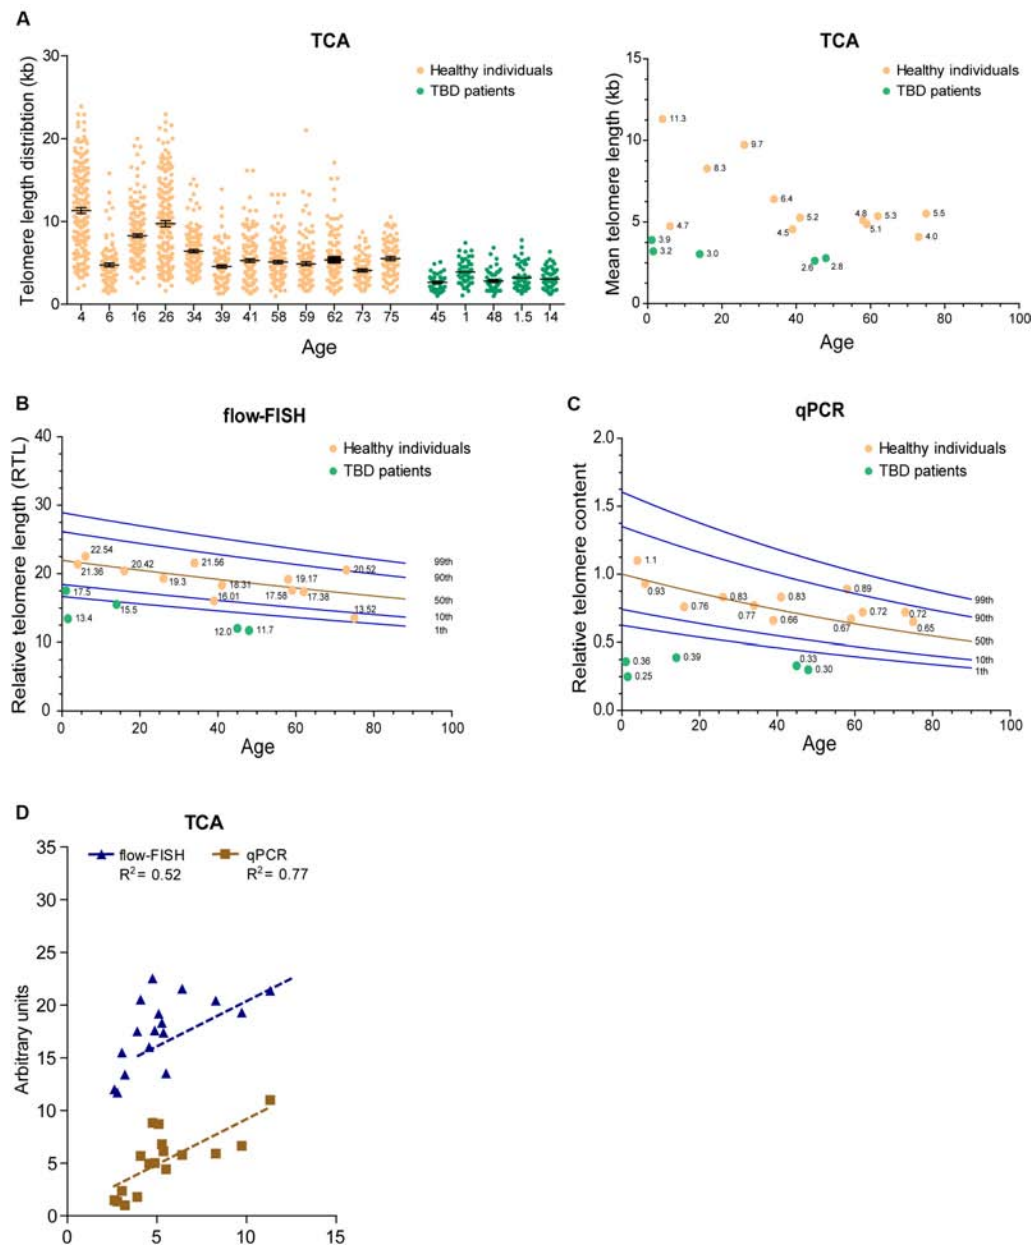 A
TCA
Telomere length distribtion (kb)
30
20
10
0
Healthy individuals
TBD patients
4 6 16 26 34 39 41 58 59 62 73 75 45 1 48 1.5 14
Age
TCA
Mean telomere length (kb)
15
10
5
0
Healthy individuals
TBD patients
11.3
9.7
8.3
6.4
4.7
5.2
4.5
4.8
5.1
5.3
5.5
4.0
3.9
3.2
3.0
2.6
2.8
0 20 40 60 80 100
Age
B
flow-FISH
Relative telomere length (RTL)
40
30
20
10
0
Healthy individuals
TBD patients
22.54
21.36
20.42
19.3
21.56
18.31
16.01
19.17
17.58
17.38
20.52
13.52
17.5
13.4
15.5
12.0
11.7
99th
90th
50th
10th
1th
0 20 40 60 80 100
Age
C
qPCR
Relative telomere content
2.0
1.5
1.0
0.5
0.0
Healthy individuals
TBD patients
1.1
0.93
0.76
0.83
0.77
0.66
0.83
0.89
0.67
0.72
0.72
0.65
0.36
0.25
0.39
0.33
0.30
99th
90th
50th
10th
1th
0 20 40 60 80 100
Age
D
TCA
Arbitrary units
35
30
25
20
15
10
5
0
flow-FISH
R2= 0.52
qPCR
R2= 0.77
0 5 10 15